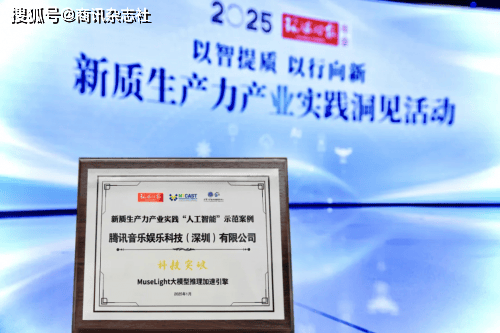 搜狐号@商讯杂志社
2025
以智提质 以行向新
新质生产力产业实践洞见活动
新质生产力产业实践“人工智能”示范案例
腾讯音乐娱乐科技（深圳）有限公司
科技突破
MuseLight大模型推理加速引擎